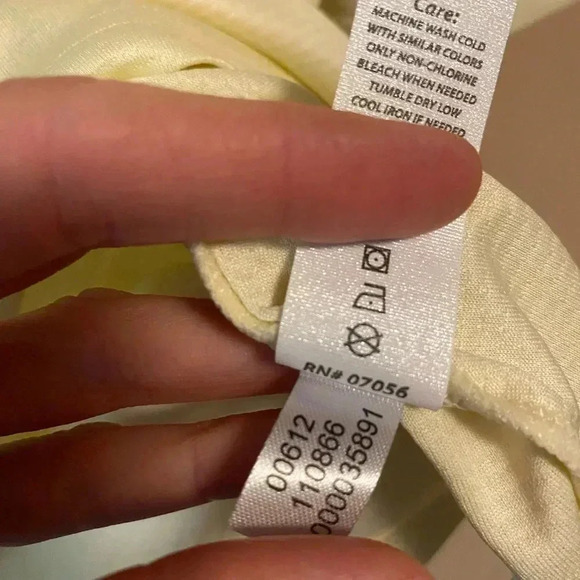 Care:
MACHINE WASH COLD
WITH SIMILAR COLORS
ONLY NON-CHLORINE
BLEACH WHEN NEEDED
TUMBLE DRY LOW
COOL IRON IF NEEDED
RN# 07056
00612
110866
000035891